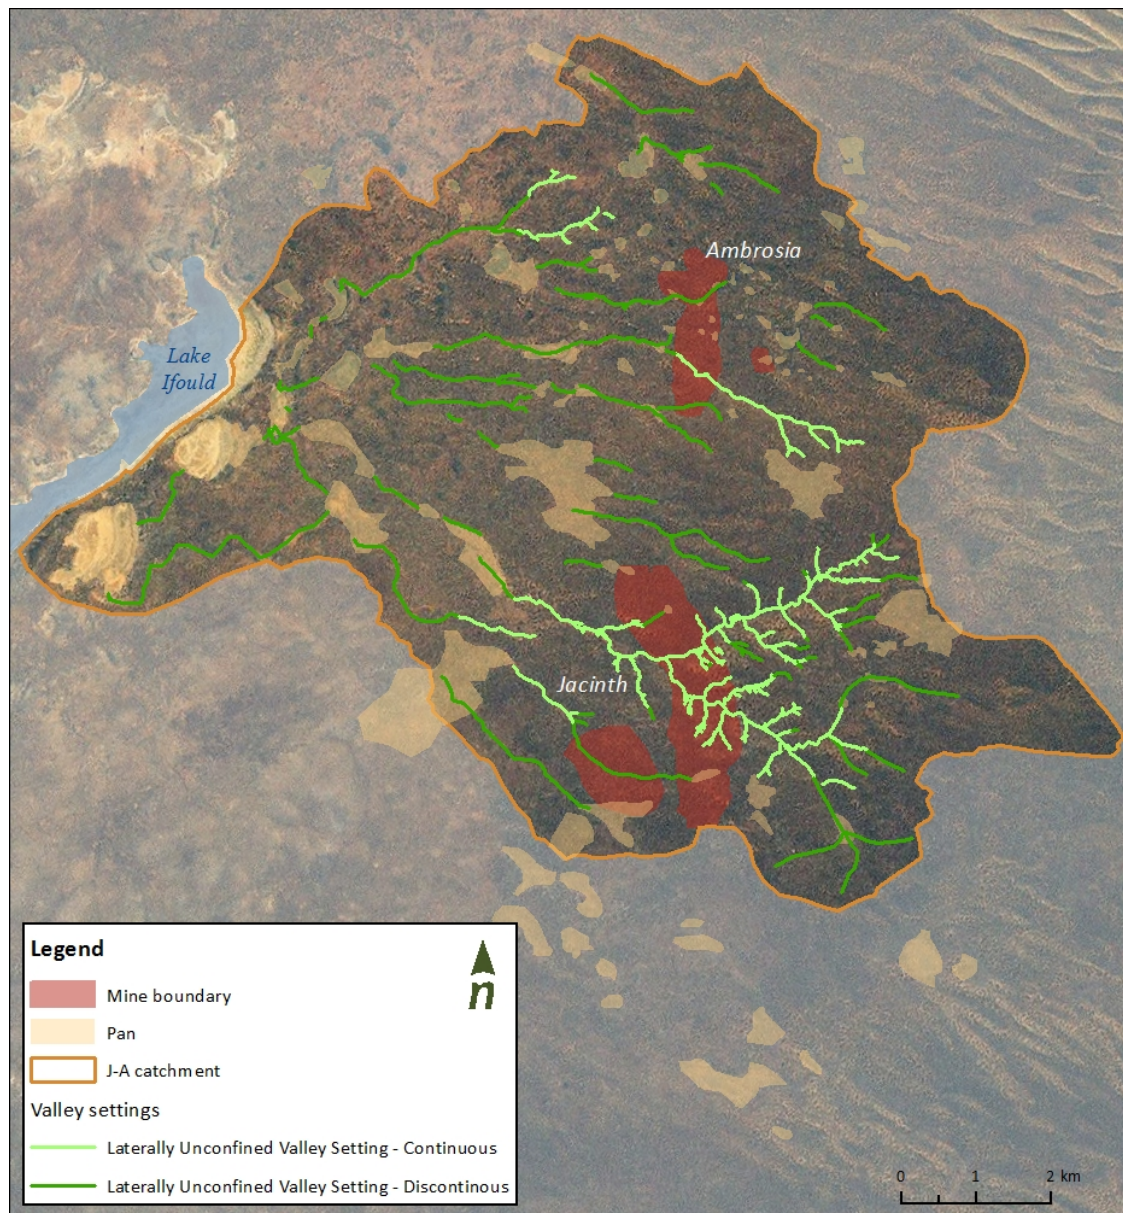 Ambrosia
Lake
Ifould
Jacinth
Legend
n
Mine boundary
Pan
J-A catchment
Valley settings
Laterally Unconfined Valley Setting - Continuous
Laterally Unconfined Valley Setting - Discontinous
0 1 2 km